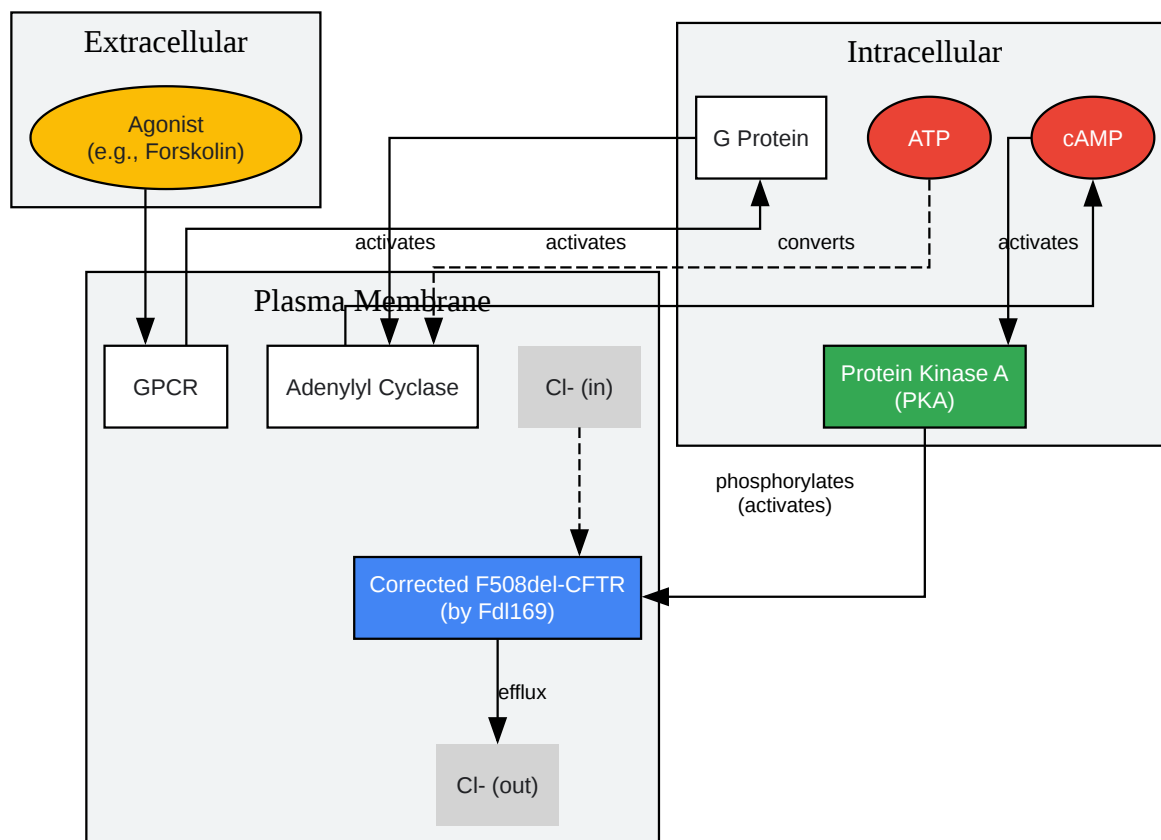 Extracellular
Intracellular
Agonist
(e.g., Forskolin)
G Protein
ATP
cAMP
activates
activates
converts
activates
Plasma Membrane
GPCR
Adenylyl Cyclase
Cl- (in)
Protein Kinase A
(PKA)
phosphorylates
(activates)
Corrected F508del-CFTR
(by Fdl169)
efflux
Cl- (out)